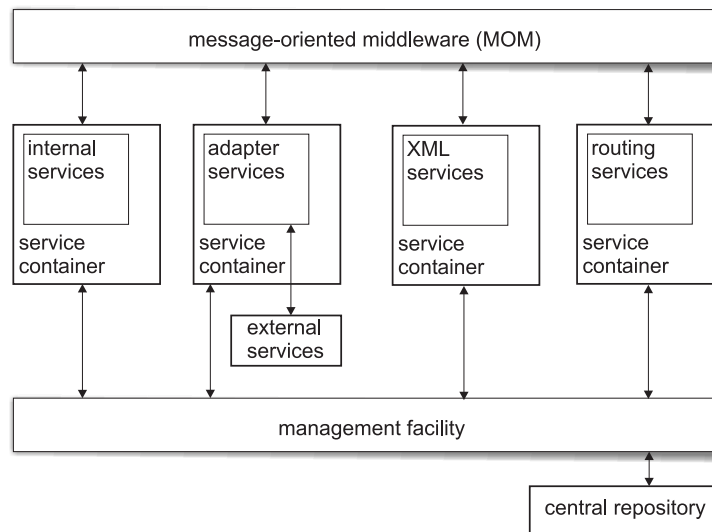 message-oriented middleware (MOM)
internal
services
service
container
adapter
services
service
container
XML
services
service
container
routing
services
service
container
external
services
management facility
central repository